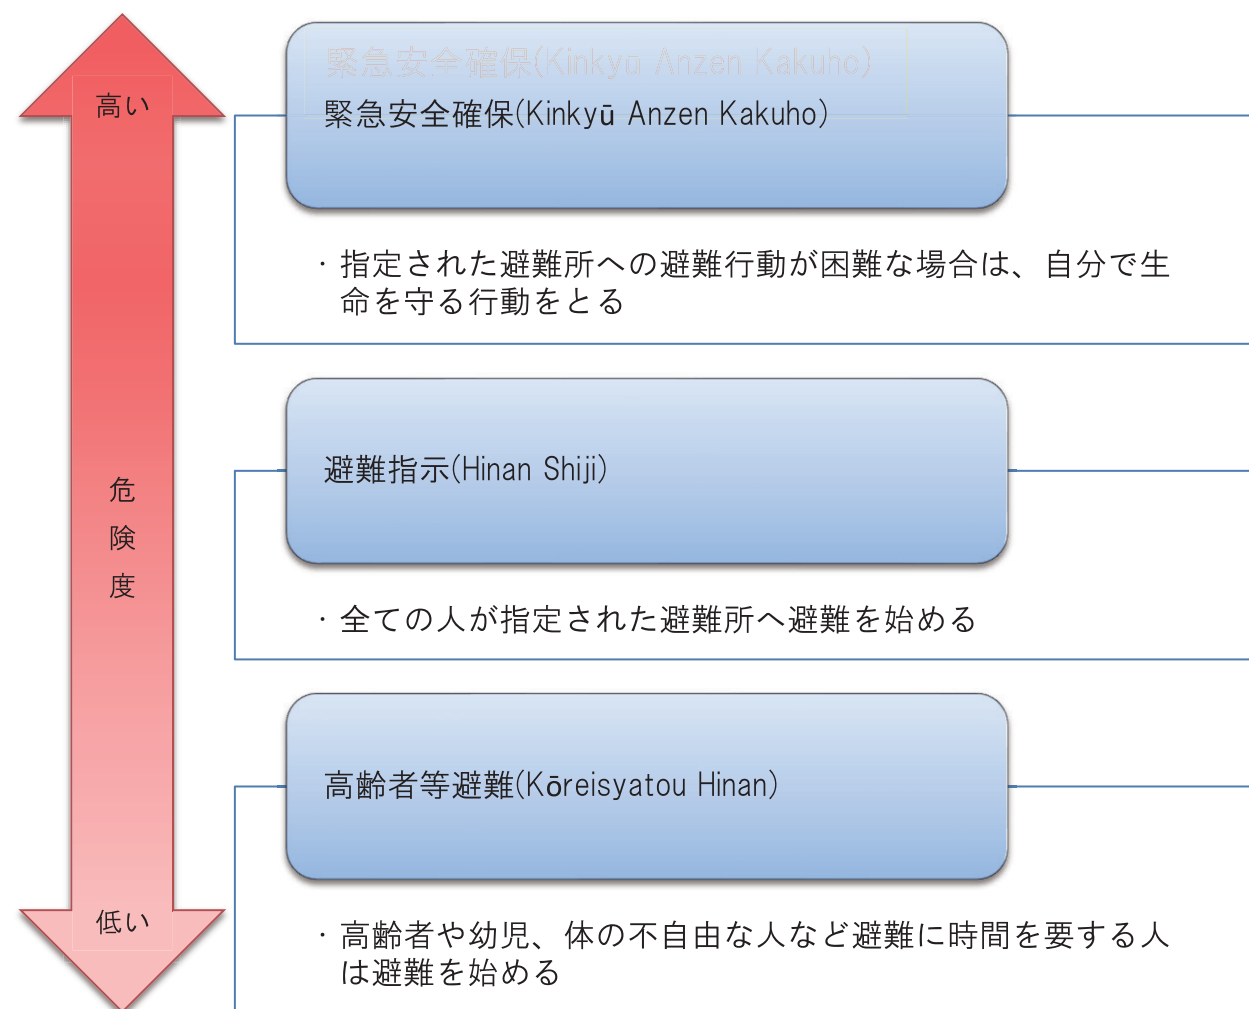 高い
緊急安全確保(Kinkyū Anzen Kakuho)
緊急安全確保(Kinkyū Anzen Kakuho)
・指定された避難所への避難行動が困難な場合は、自分で生
命を守る行動をとる
危
険
度
避難指示(Hinan Shiji)
・全ての人が指定された避難所へ避難を始める
高齢者等避難(Kōreisyatou Hinan)
低い
・高齢者や幼児、体の不自由な人など避難に時間を要する人
は避難を始める